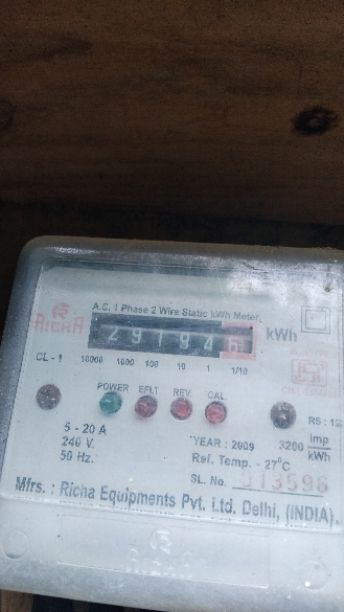 A.C. 1 Phase 2 Wire Static kWh Meter.
RICHA
29184 kWh
CL - 1 10000 1000 100 10 1 1/10
POWER EFLT REV. CAL.
RS : 12
5 - 20 A
240 V.
50 Hz.
YEAR : 2009 3200 imp/kWh
Ref. Temp. - 27°C
SL. No. 013596
Mfrs. : Richa Equipments Pvt. Ltd. Delhi, (INDIA).